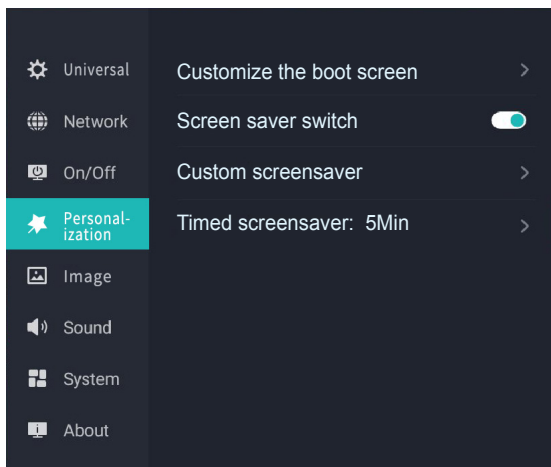 Universal
Network
On/Off
Personal-
ization
Image
Sound
System
About
Customize the boot screen
Screen saver switch
Custom screensaver
Timed screensaver: 5Min